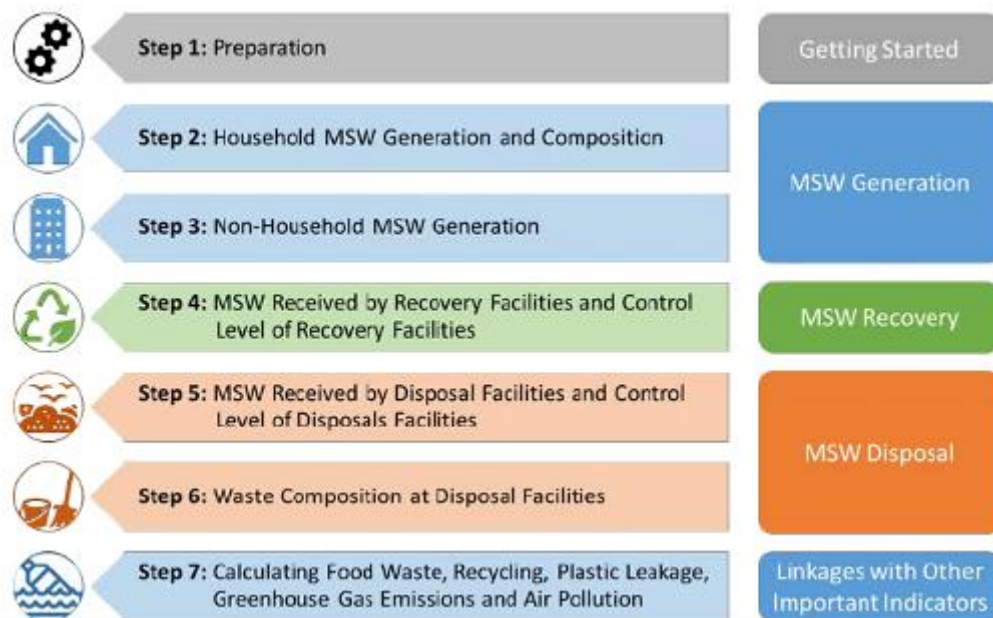 Step 1: Preparation
Getting Started
Step 2: Household MSW Generation and Composition
MSW Generation
Step 3: Non-Household MSW Generation
Step 4: MSW Received by Recovery Facilities and Control
Level of Recovery Facilities
MSW Recovery
Step 5: MSW Received by Disposal Facilities and Control
Level of Disposals Facilities
MSW Disposal
Step 6: Waste Composition at Disposal Facilities
Step 7: Calculating Food Waste, Recycling, Plastic Leakage,
Greenhouse Gas Emissions and Air Pollution
Linkages with Other
Important Indicators